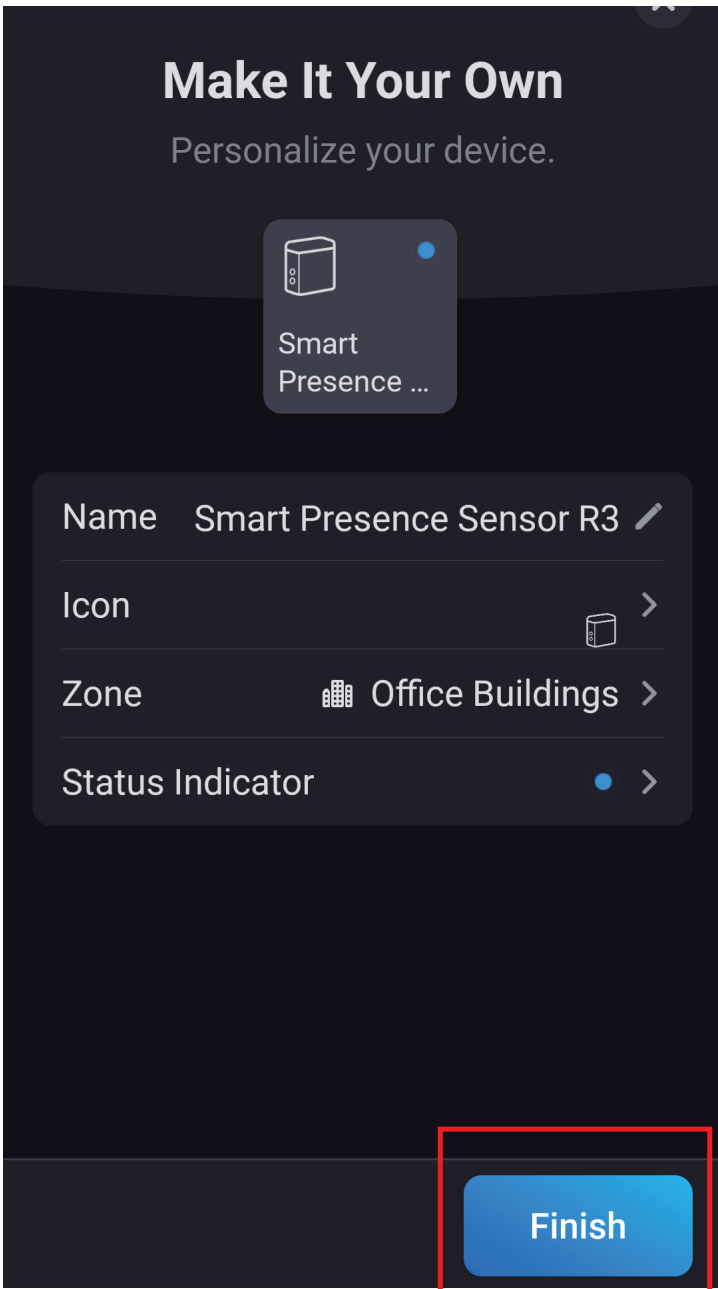 Make It Your Own
Personalize your device.
Smart
Presence ...
Name Smart Presence Sensor R3
Icon
Zone Office Buildings
Status Indicator
Finish